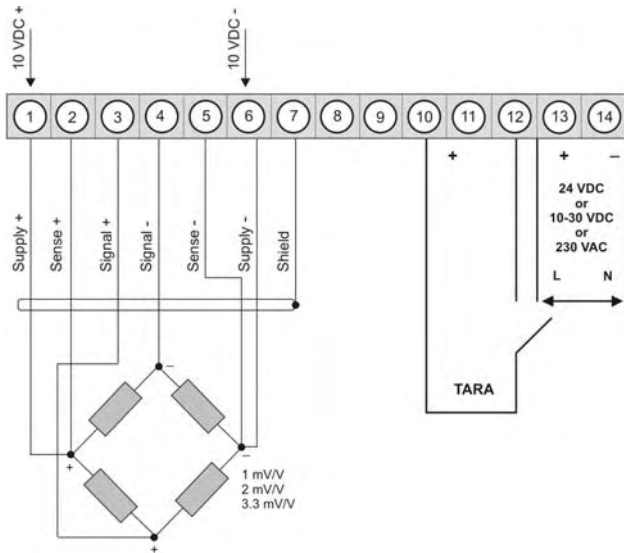 10 VDC +
10 VDC -
1 2 3 4 5 6 7 8 9 10 11 12 13 14
Supply +
Sense +
Signal +
Signal -
Sense -
Supply -
Shield
+
+ –
24 VDC
or
10-30 VDC
or
230 VAC
L N
TARA
–
+ –
1 mV/V
2 mV/V
3.3 mV/V
+